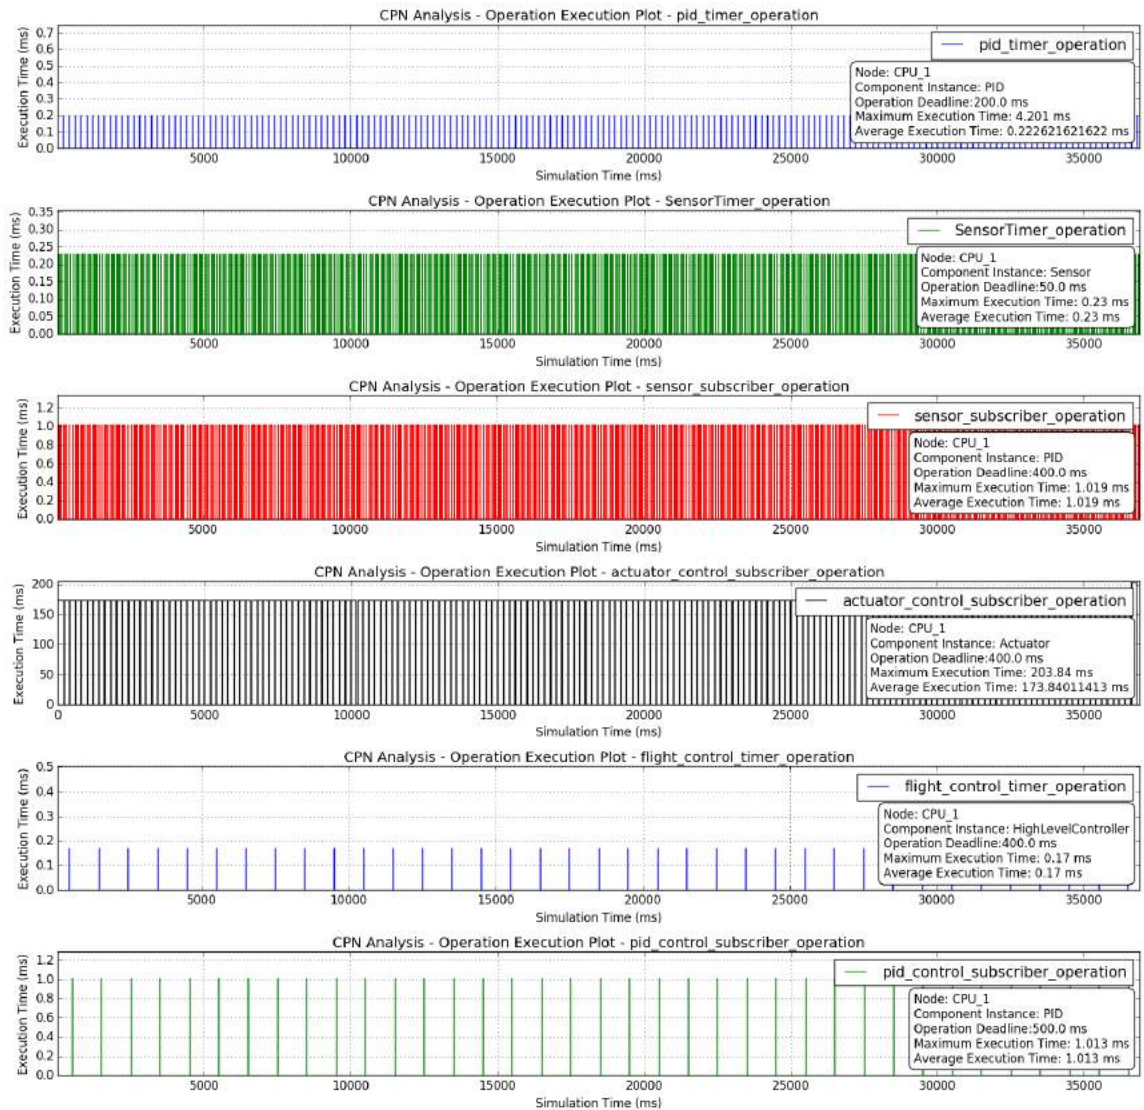 CPN Analysis - Operation Execution Plot - pid_timer_operation
Execution Time (ms)
0.7
0.6
0.5
0.4
0.3
0.2
0.1
0.0
pid_timer_operation
Node: CPU_1
Component Instance: PID
Operation Deadline:200.0 ms
Maximum Execution Time: 4.201 ms
Average Execution Time: 0.222621621622 ms
5000 10000 15000 20000 25000 30000 35000
Simulation Time (ms)
CPN Analysis - Operation Execution Plot - SensorTimer_operation
Execution Time (ms)
0.35
0.30
0.25
0.20
0.15
0.10
0.05
0.00
SensorTimer_operation
Node: CPU_1
Component Instance: Sensor
Operation Deadline:50.0 ms
Maximum Execution Time: 0.23 ms
Average Execution Time: 0.23 ms
5000 10000 15000 20000 25000 30000 35000
Simulation Time (ms)
CPN Analysis - Operation Execution Plot - sensor_subscriber_operation
Execution Time (ms)
1.2
1.0
0.8
0.6
0.4
0.2
0.0
sensor_subscriber_operation
Node: CPU_1
Component Instance: PID
Operation Deadline:400.0 ms
Maximum Execution Time: 1.019 ms
Average Execution Time: 1.019 ms
5000 10000 15000 20000 25000 30000 35000
Simulation Time (ms)
CPN Analysis - Operation Execution Plot - actuator_control_subscriber_operation
Execution Time (ms)
200
150
100
50
0
actuator_control_subscriber_operation
Node: CPU_1
Component Instance: Actuator
Operation Deadline:400.0 ms
Maximum Execution Time: 203.84 ms
Average Execution Time: 173.84011413 ms
0 5000 10000 15000 20000 25000 30000 35000
Simulation Time (ms)
CPN Analysis - Operation Execution Plot - flight_control_timer_operation
Execution Time (ms)
0.5
0.4
0.3
0.2
0.1
0.0
flight_control_timer_operation
Node: CPU_1
Component Instance: HighLevelController
Operation Deadline:400.0 ms
Maximum Execution Time: 0.17 ms
Average Execution Time: 0.17 ms
5000 10000 15000 20000 25000 30000 35000
Simulation Time (ms)
CPN Analysis - Operation Execution Plot - pid_control_subscriber_operation
Execution Time (ms)
1.2
1.0
0.8
0.6
0.4
0.2
0.0
pid_control_subscriber_operation
Node: CPU_1
Component Instance: PID
Operation Deadline:500.0 ms
Maximum Execution Time: 1.013 ms
Average Execution Time: 1.013 ms
5000 10000 15000 20000 25000 30000 35000
Simulation Time (ms)